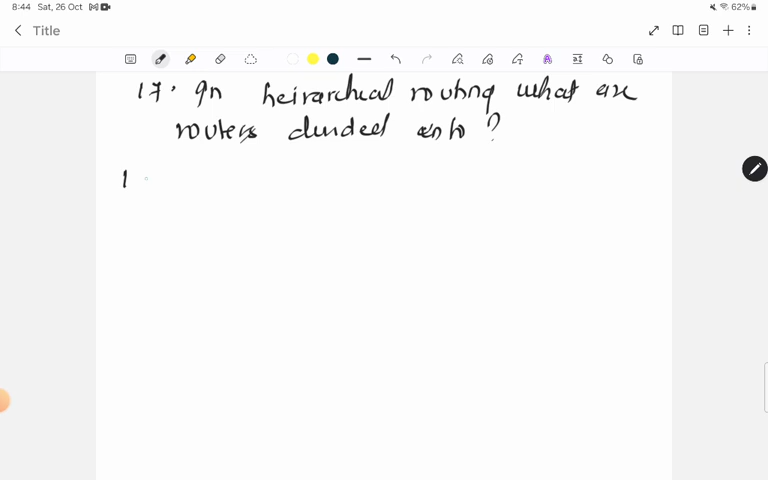 8:44 Sat, 26 Oct 62%
Title
17. In heirarchical routing what are
routers divided into ?
1.